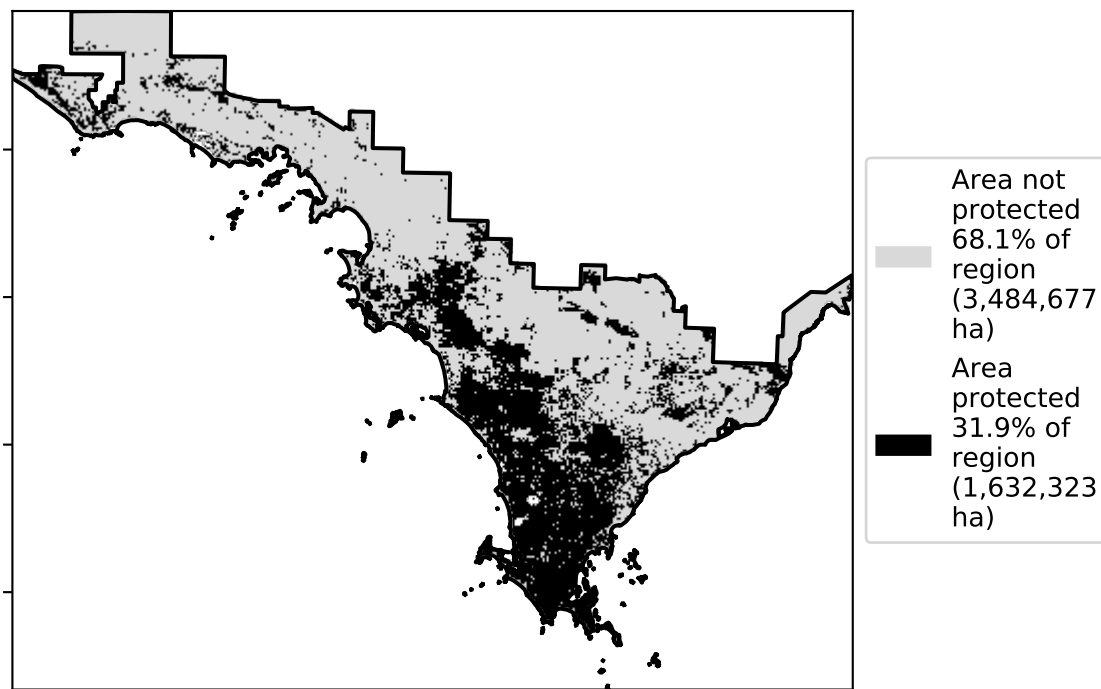 Area not
protected
68.1% of
region
(3,484,677
ha)
Area
protected
31.9% of
region
(1,632,323
ha)